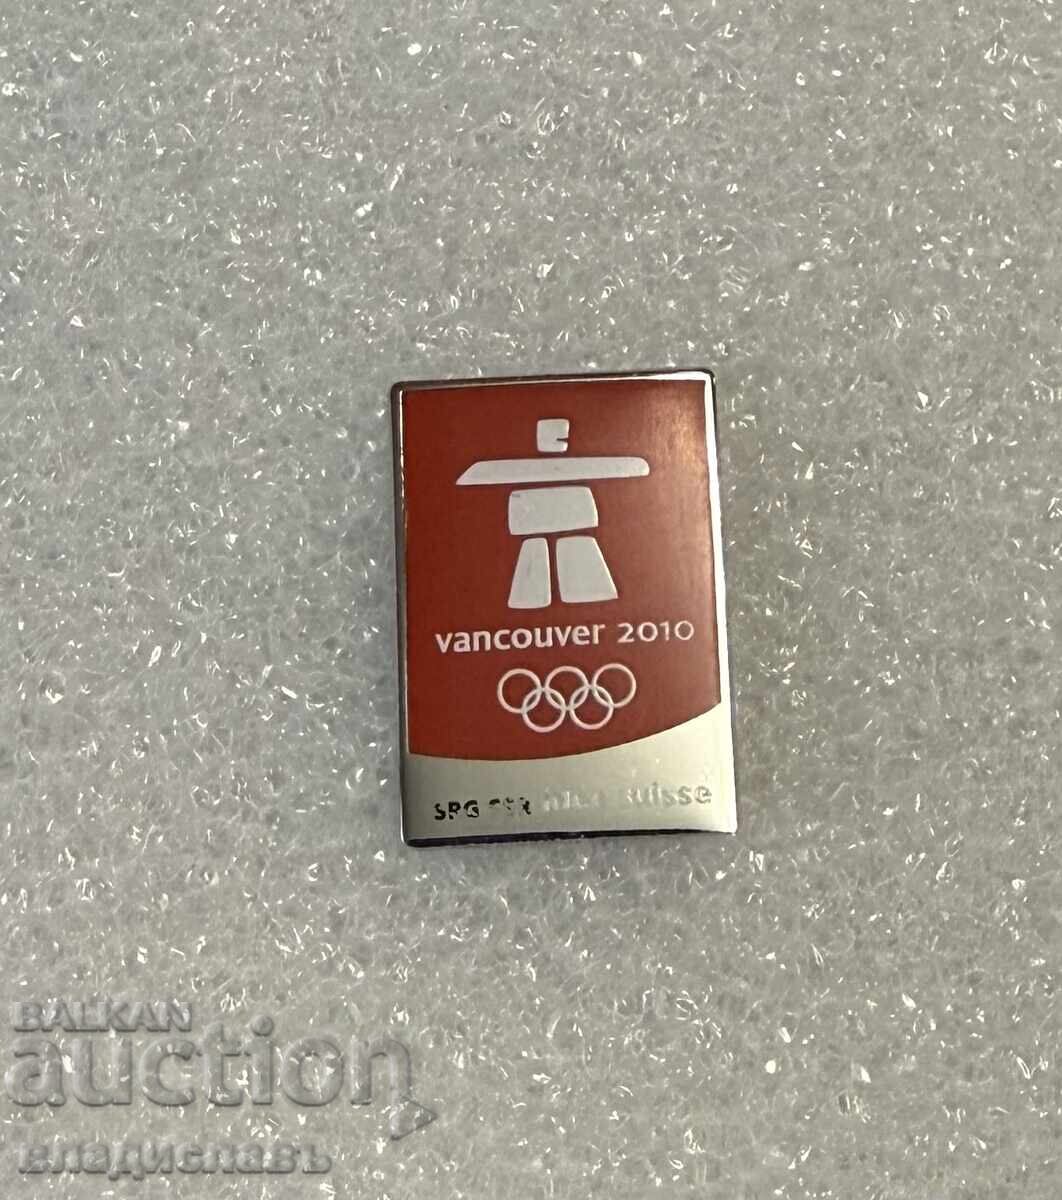 vancouver 2010
SRG SSR idée suisse
BALKAN
auction
владиславъ